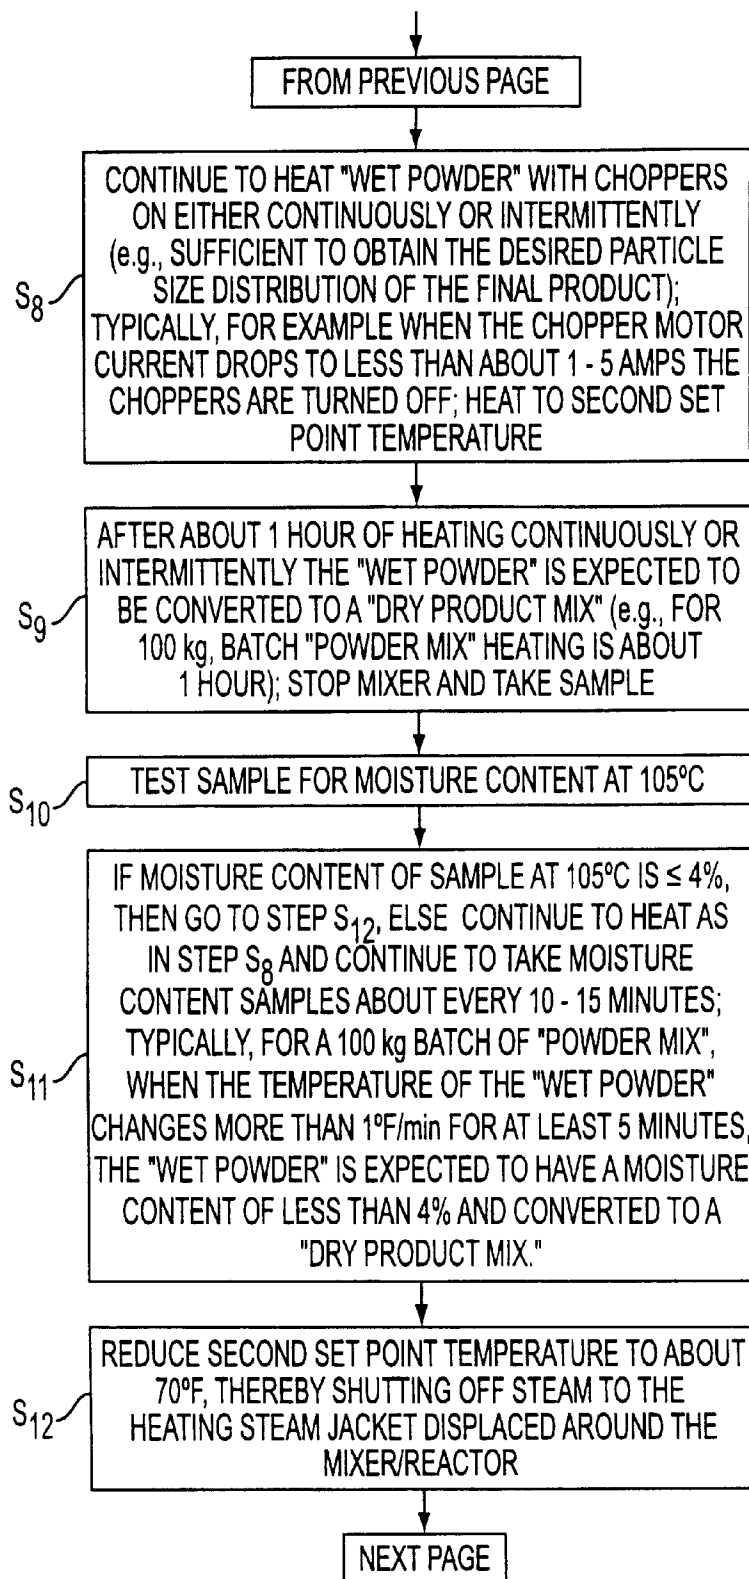 FROM PREVIOUS PAGE
CONTINUE TO HEAT "WET POWDER" WITH CHOPPERS
ON EITHER CONTINUOUSLY OR INTERMITTENTLY
(e.g., SUFFICIENT TO OBTAIN THE DESIRED PARTICLE
SIZE DISTRIBUTION OF THE FINAL PRODUCT);
TYPICALLY, FOR EXAMPLE WHEN THE CHOPPER MOTOR
CURRENT DROPS TO LESS THAN ABOUT 1 - 5 AMPS THE
CHOPPERS ARE TURNED OFF; HEAT TO SECOND SET
POINT TEMPERATURE
S8
AFTER ABOUT 1 HOUR OF HEATING CONTINUOUSLY OR
INTERMITTENTLY THE "WET POWDER" IS EXPECTED TO
BE CONVERTED TO A "DRY PRODUCT MIX" (e.g., FOR
100 kg, BATCH "POWDER MIX" HEATING IS ABOUT
1 HOUR); STOP MIXER AND TAKE SAMPLE
S9
TEST SAMPLE FOR MOISTURE CONTENT AT 105ºC
S10
IF MOISTURE CONTENT OF SAMPLE AT 105ºC IS ≤ 4%,
THEN GO TO STEP S12, ELSE CONTINUE TO HEAT AS
IN STEP S8 AND CONTINUE TO TAKE MOISTURE
CONTENT SAMPLES ABOUT EVERY 10 - 15 MINUTES;
TYPICALLY, FOR A 100 kg BATCH OF "POWDER MIX",
WHEN THE TEMPERATURE OF THE "WET POWDER"
CHANGES MORE THAN 1ºF/min FOR AT LEAST 5 MINUTES,
THE "WET POWDER" IS EXPECTED TO HAVE A MOISTURE
CONTENT OF LESS THAN 4% AND CONVERTED TO A
"DRY PRODUCT MIX."
S11
REDUCE SECOND SET POINT TEMPERATURE TO ABOUT
70ºF, THEREBY SHUTTING OFF STEAM TO THE
HEATING STEAM JACKET DISPLACED AROUND THE
MIXER/REACTOR
S12
NEXT PAGE